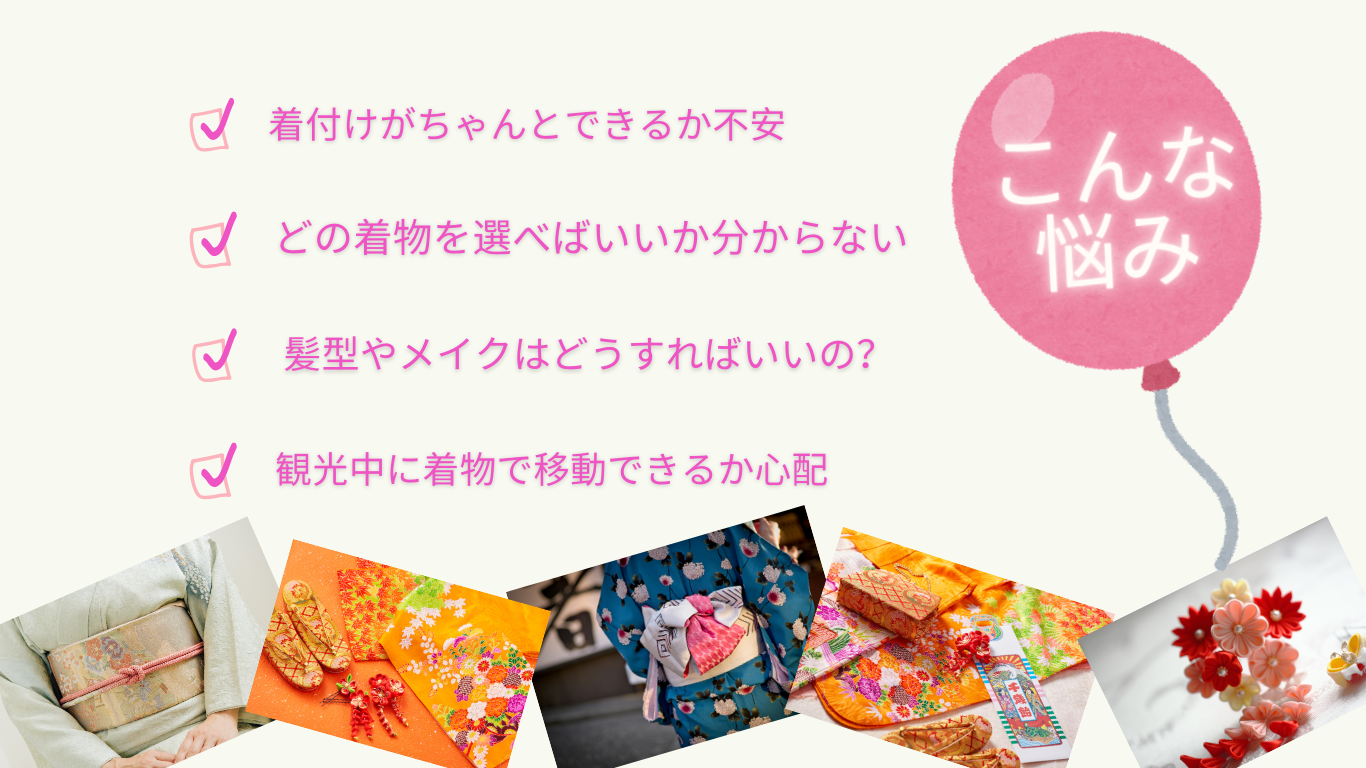 こんな
悩み
着付けがちゃんとできるか不安
どの着物を選べばいいか分からない
髪型やメイクはどうすればいいの?
観光中に着物で移動できるか心配
千歳飴